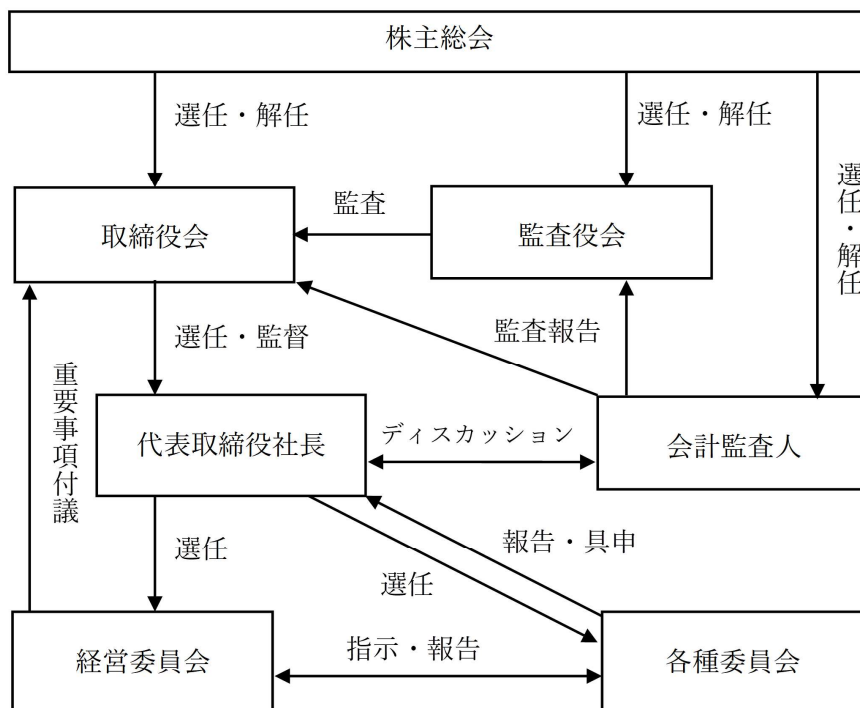 株主総会
選任・解任
選任・解任
選任・解任
取締役会
監査
監査役会
選任・監督
監査報告
重要事項付議
代表取締役社長
ディスカッション
会計監査人
選任
選任
報告・具申
経営委員会
指示・報告
各種委員会